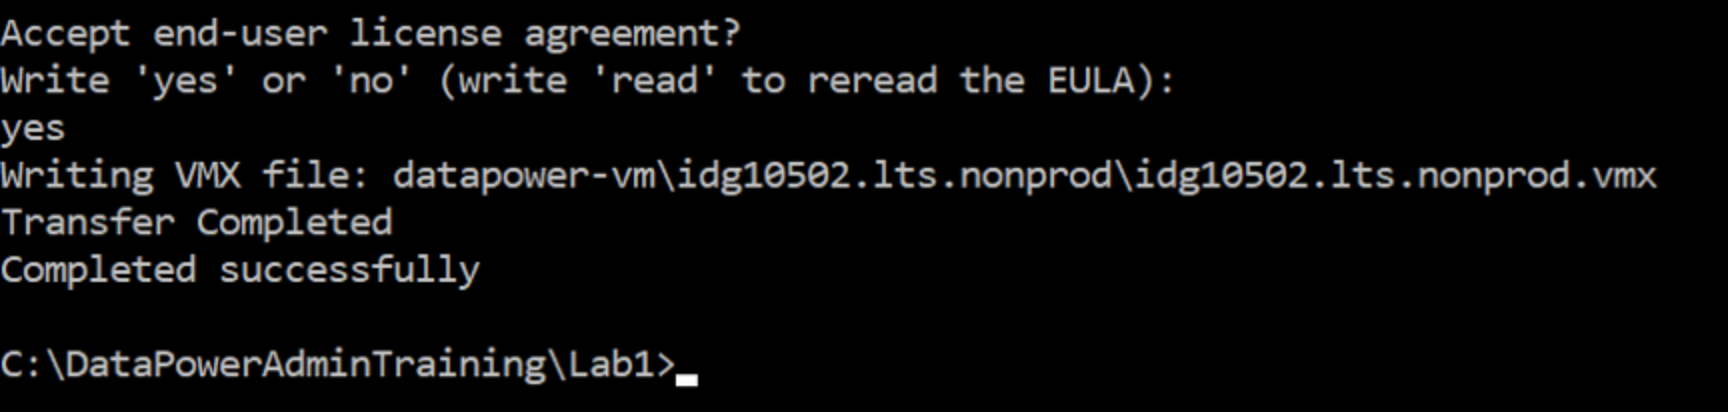 Accept end-user license agreement?
Write 'yes' or 'no' (write 'read' to reread the EULA):
yes
Writing VMX file: datapower-vm\idg10502.lts.nonprod\idg10502.lts.nonprod.vmx
Transfer Completed
Completed successfully
C:\DataPowerAdminTraining\Lab1>